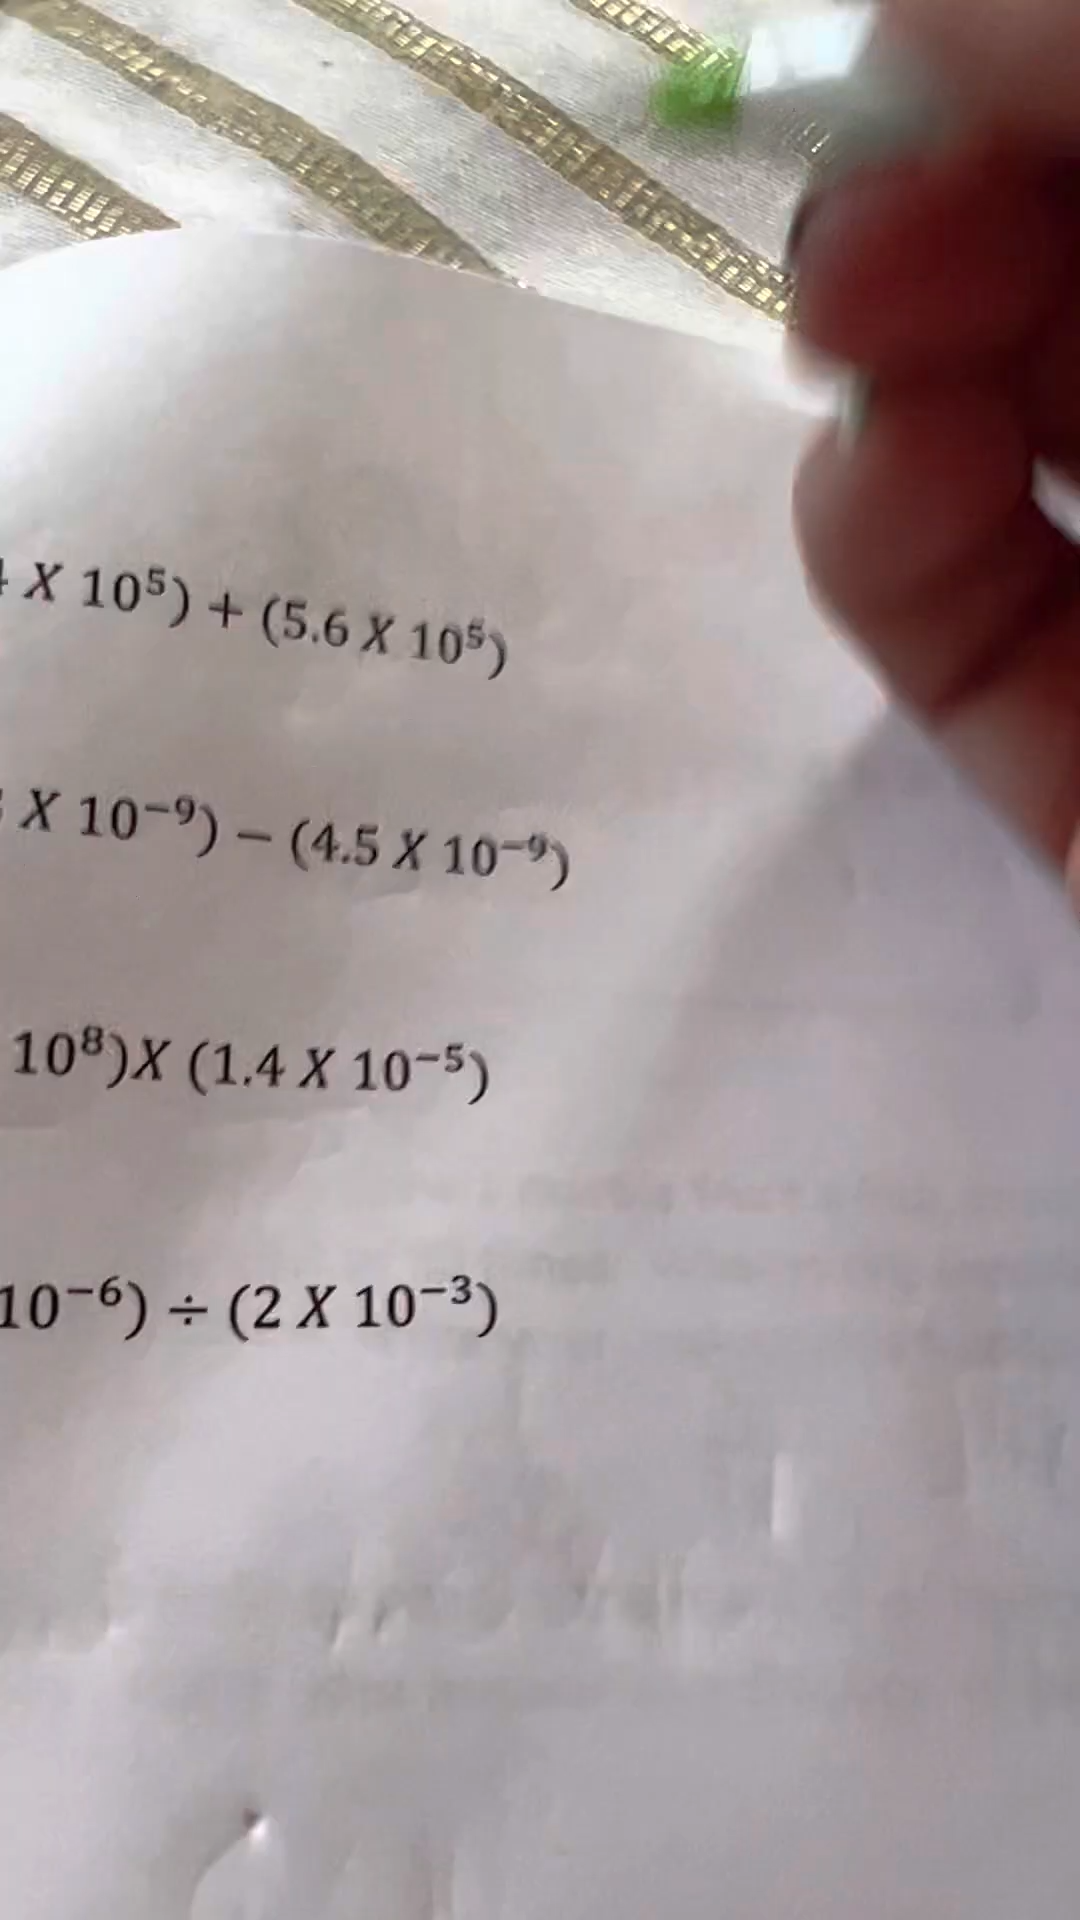 X 10⁵) + (5.6 X 10⁵)
X 10⁻⁹) − (4.5 X 10⁻⁹)
10⁸)X (1.4 X 10⁻⁵)
10⁻⁶) ÷ (2 X 10⁻³)